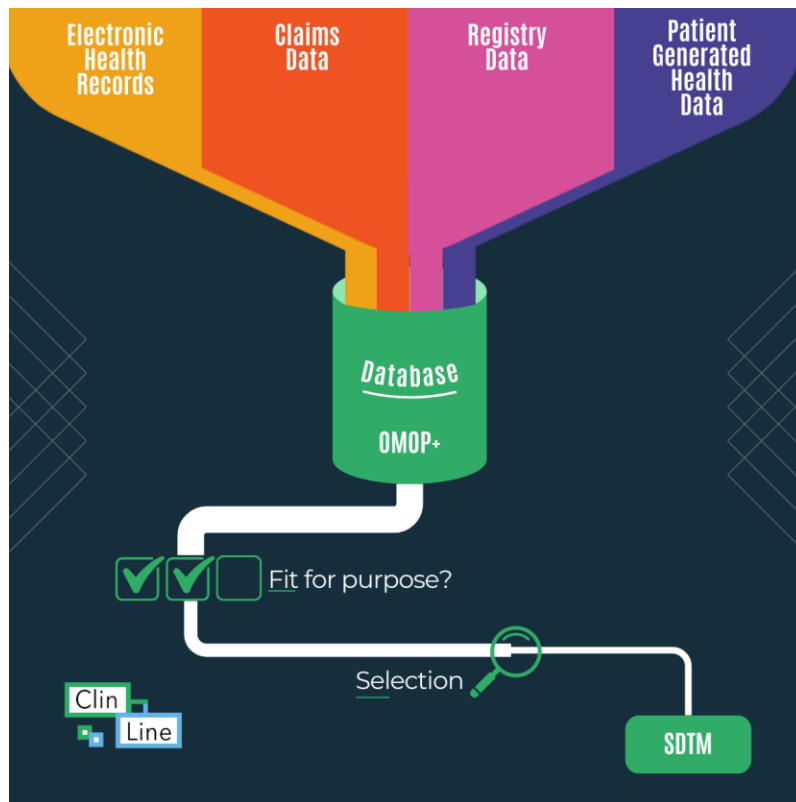 Electronic
Health
Records
Claims
Data
Registry
Data
Patient
Generated
Health
Data
Database
OMOP+
Fit for purpose?
Selection
Clin
Line
SDTM